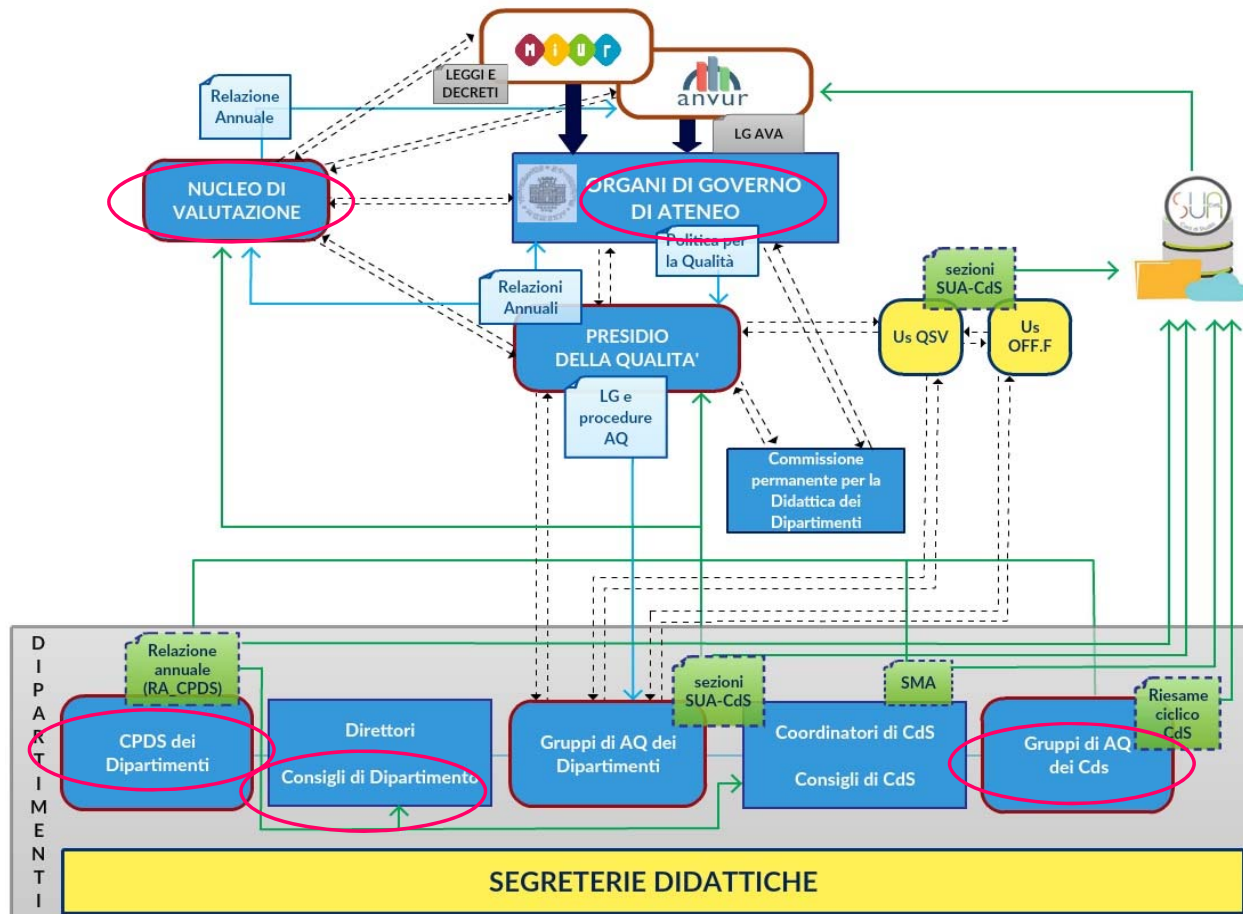 MIUr
LEGGI E
DECRETI
anvur
LG AVA
Relazione
Annuale
NUCLEO DI
VALUTAZIONE
ORGANI DI GOVERNO
DI ATENEO
Politica per
la Qualità
SUA
sezioni
SUA-CdS
Relazioni
Annuali
PRESIDIO
DELLA QUALITA'
Us QSV
Us
OFF.F
LG e
procedure
AQ
Commissione
permanente per la
Didattica dei
Dipartimenti
DIPARTIMENTI
Relazione
annuale
(RA_CPDS)
sezioni
SUA-CdS
SMA
Riesame
ciclico
CdS
CPDS dei
Dipartimenti
Direttori
Consigli di Dipartimento
Gruppi di AQ dei
Dipartimenti
Coordinatori di CdS
Consigli di CdS
Gruppi di AQ
dei Cds
SEGRETERIE DIDATTICHE